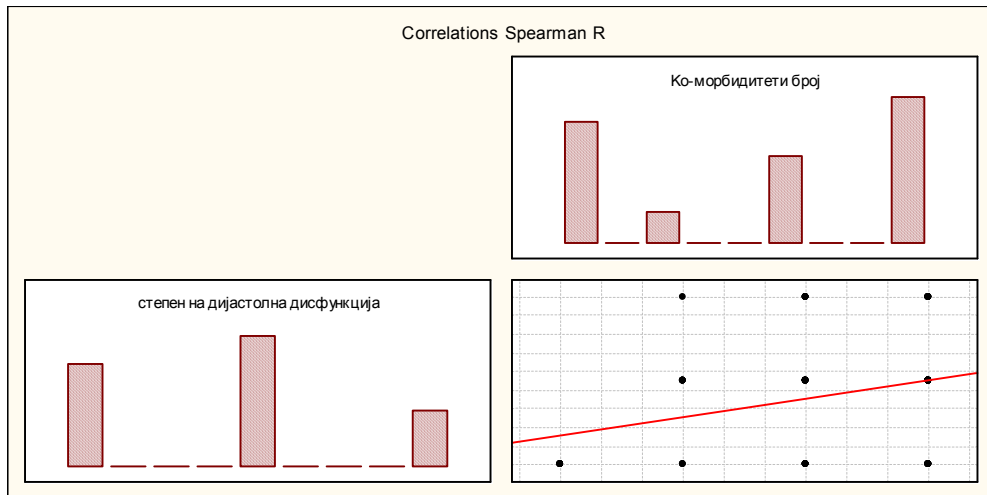 Correlations Spearman R
Ко-морбидитети број
степен на дијастолна дисфункција